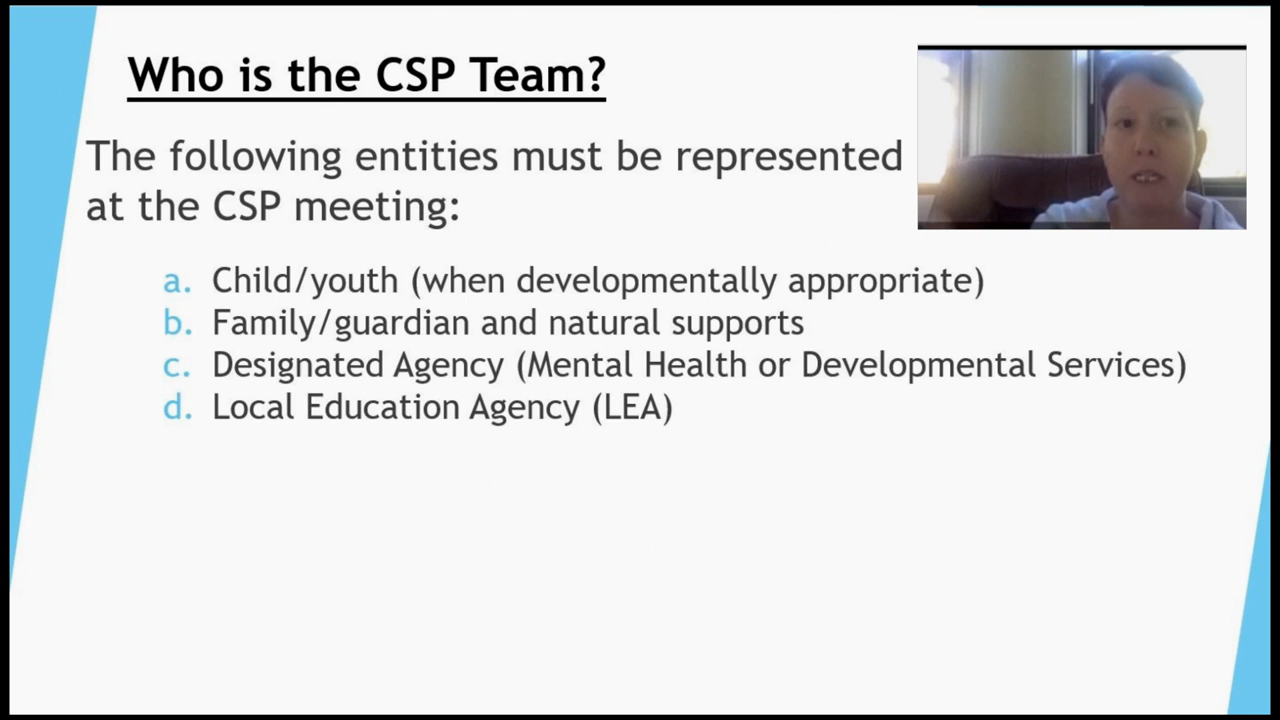 Who is the CSP Team?
The following entities must be represented
at the CSP meeting:
a. Child/youth (when developmentally appropriate)
b. Family/guardian and natural supports
c. Designated Agency (Mental Health or Developmental Services)
d. Local Education Agency (LEA)